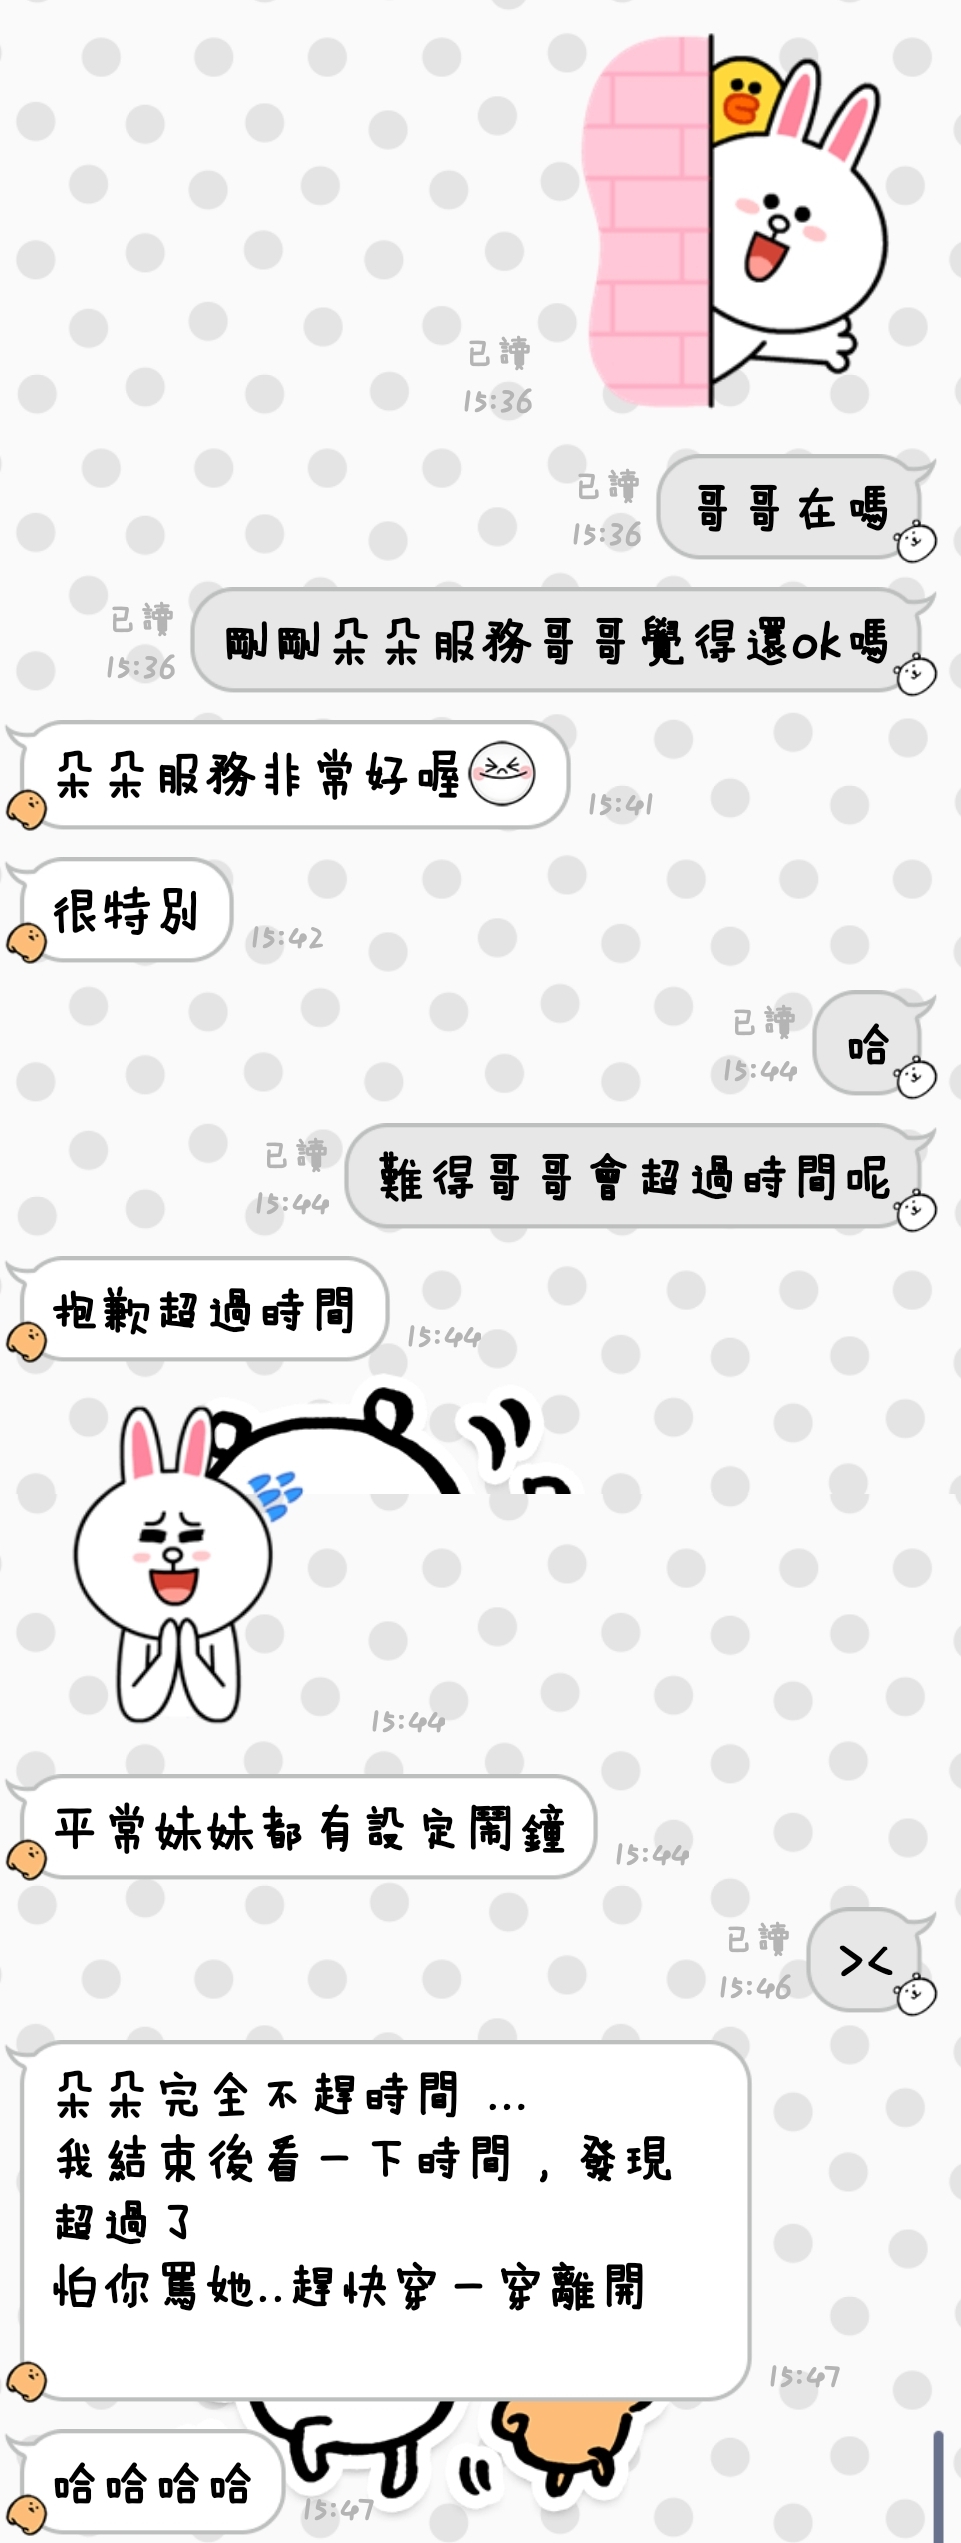 已讀
15:36
已讀
15:36
哥哥在嗎
已讀
15:36
剛剛朵朵服務哥哥覺得還ok嗎
朵朵服務非常好喔
15:41
很特別
15:42
已讀
15:44
哈
已讀
15:44
難得哥哥會超過時間呢
抱歉超過時間
15:44
15:44
平常妹妹都有設定鬧鐘
15:44
已讀
15:46
><
朵朵完全不趕時間 ...
我結束後看一下時間，發現
超過了
怕你罵她..趕快穿一穿離開
15:47
哈哈哈哈
15:47